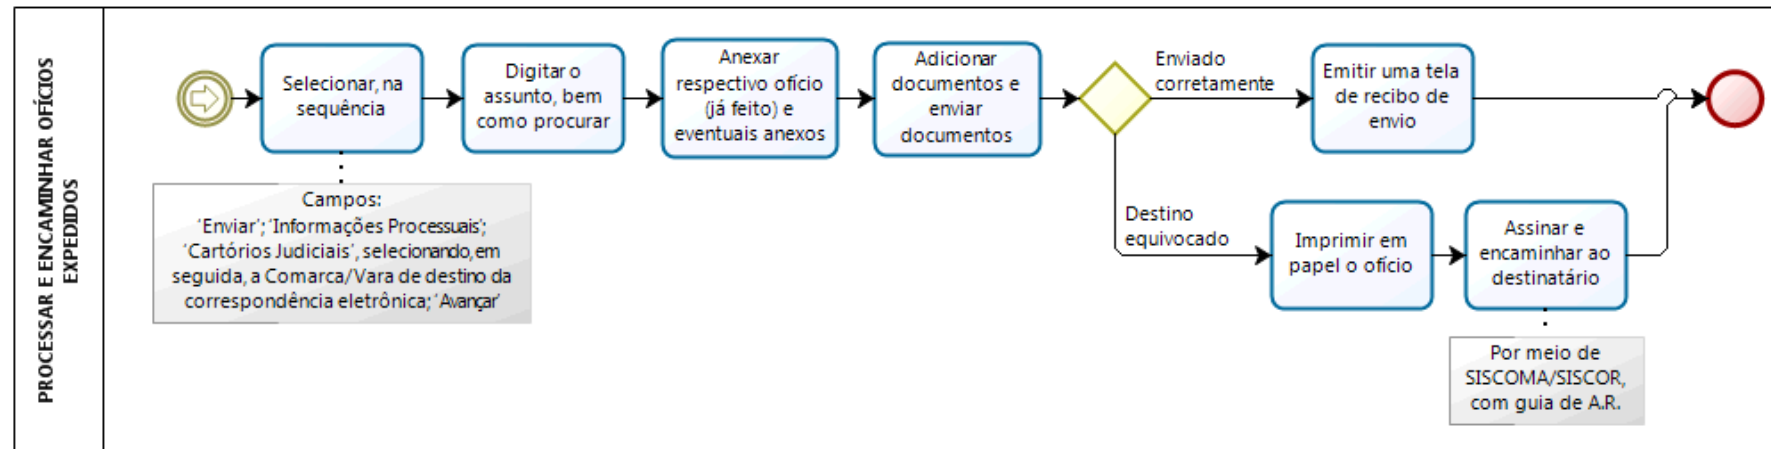 PROCESSAR E ENCAMINHAR OFÍCIOS
EXPEDIDOS
Selecionar, na
sequência
Digitar o
assunto, bem
como procurar
Anexar
respectivo ofício
(já feito) e
eventuais anexos
Adicionar
documentos e
enviar
documentos
Enviado
corretamente
Emitir uma tela
de recibo de
envio
Campos:
'Enviar'; 'Informações Processuais';
'Cartórios Judiciais', selecionando, em
seguida, a Comarca/Vara de destino da
correspondência eletrônica; 'Avançar'
Destino
equivocado
Imprimir em
papel o ofício
Assinar e
encaminhar ao
destinatário
Por meio de
SISCOMA/SISCOR,
com guia de A.R.